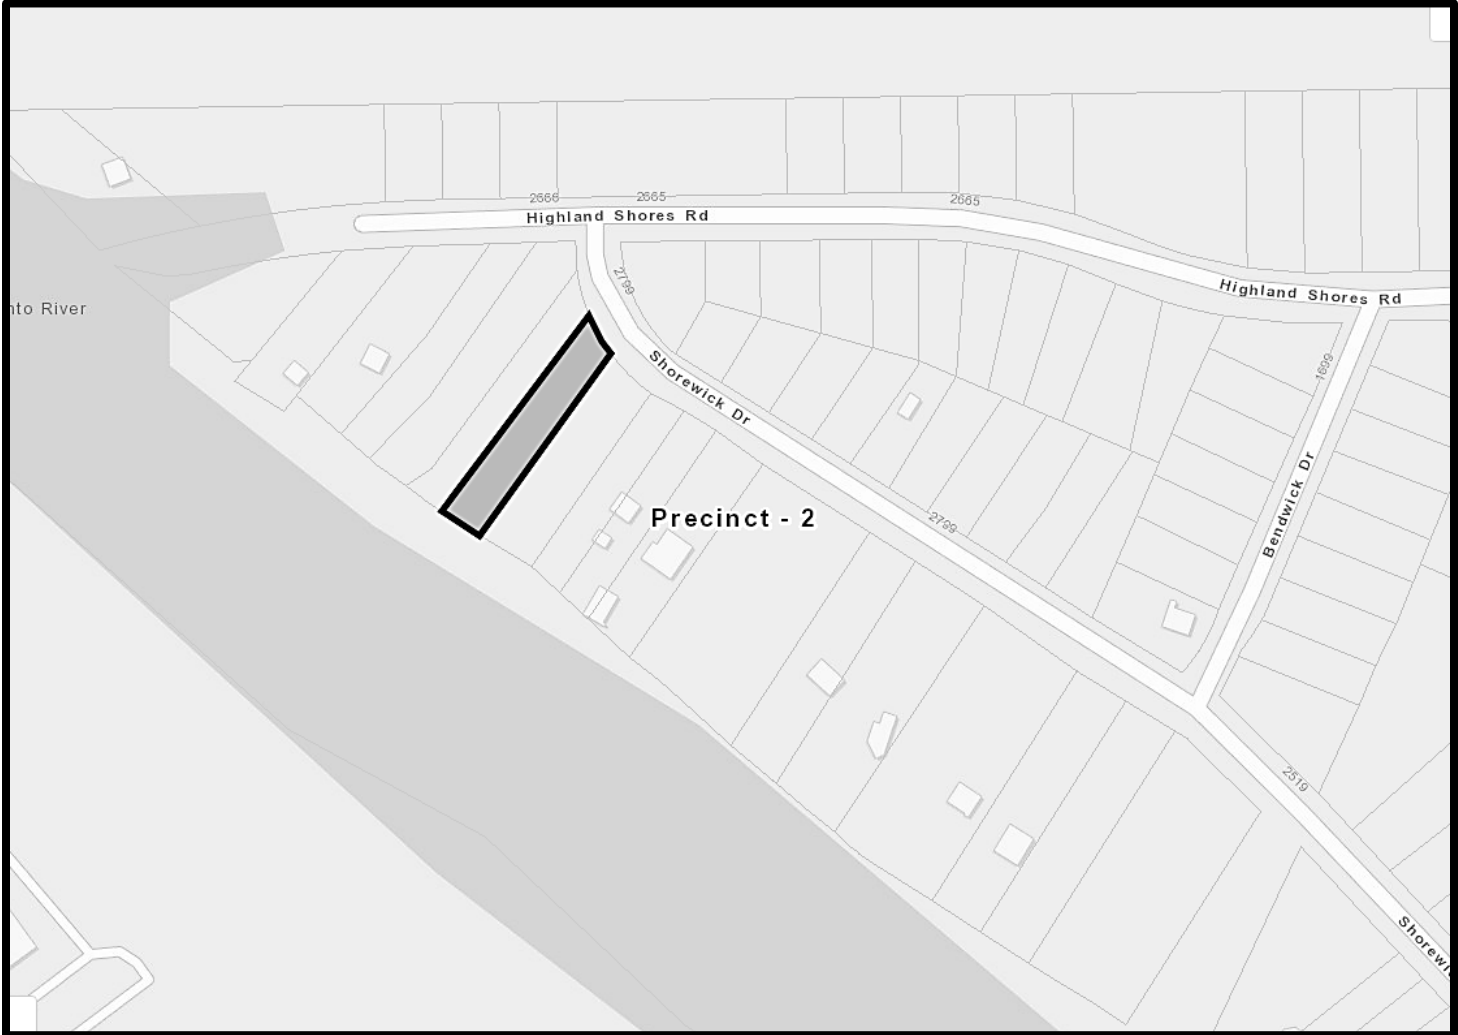 2666
2665
2665
Highland Shores Rd
2799
Highland Shores Rd
nto River
Shorewick Dr
1699
Precinct - 2
2799
Bendwick Dr
2519
Shorewi